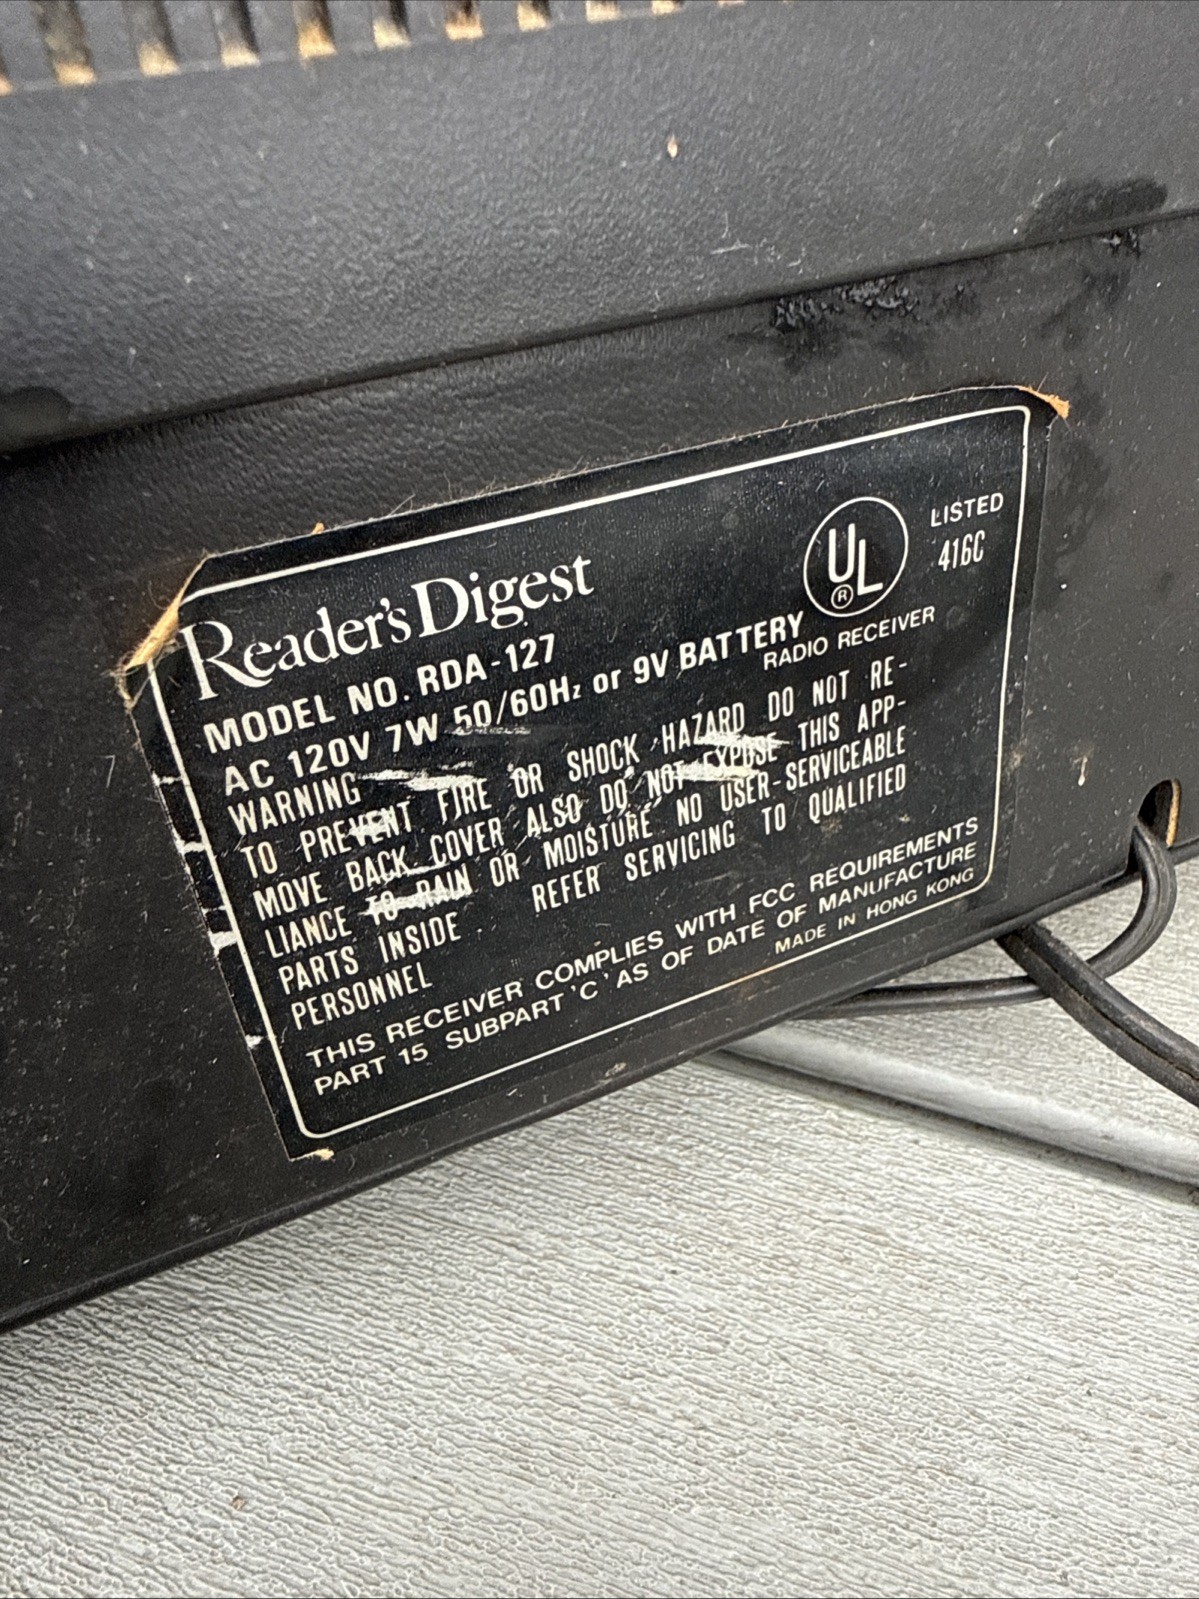 Reader's Digest
UL
®
LISTED
416C
MODEL NO. RDA-127
AC 120V 7W 50/60Hz or 9V BATTERY
RADIO RECEIVER
WARNING
TO PREVENT FIRE OR SHOCK HAZARD DO NOT RE-
MOVE BACK COVER ALSO DO NOT EXPOSE THIS APP-
LIANCE TO RAIN OR MOISTURE NO USER-SERVICEABLE
PARTS INSIDE REFER SERVICING TO QUALIFIED
PERSONNEL
THIS RECEIVER COMPLIES WITH FCC REQUIREMENTS
PART 15 SUBPART 'C' AS OF DATE OF MANUFACTURE
MADE IN HONG KONG